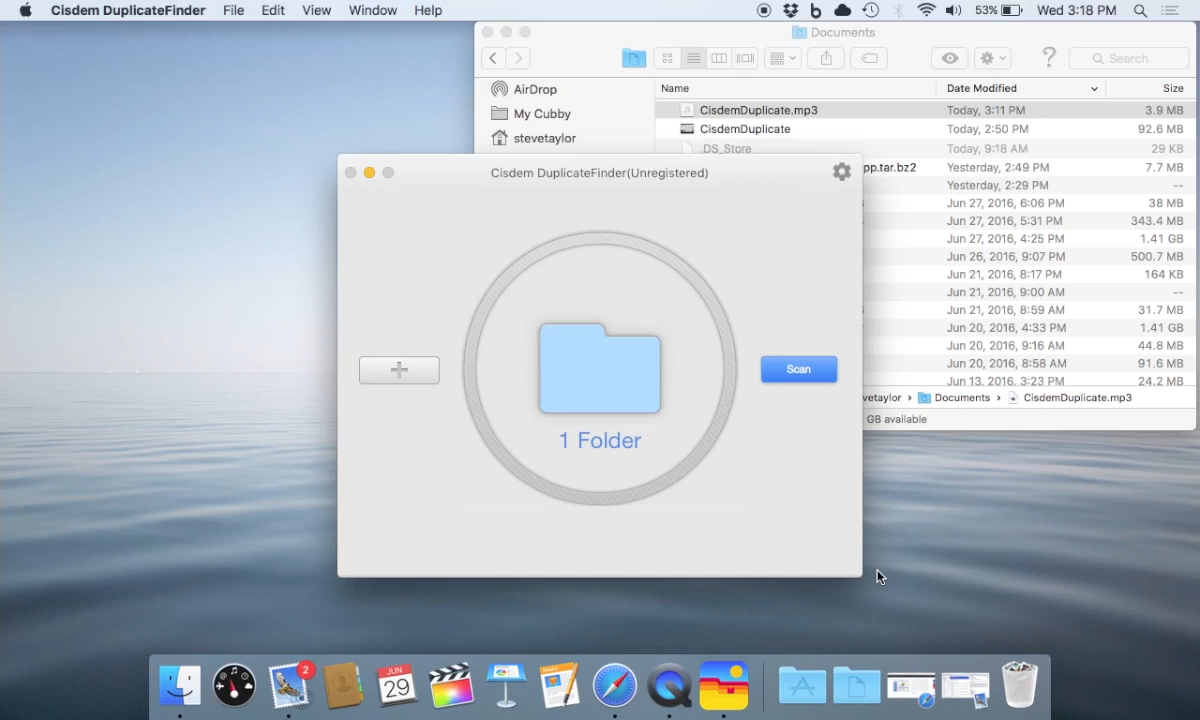 Cisdem DuplicateFinder File Edit View Window Help 53% Wed 3:18 PM
Documents
Search
AirDrop
My Cubby
stevetaylor
Name Date Modified Size
CisdemDuplicate.mp3 Today, 3:11 PM 3.9 MB
CisdemDuplicate Today, 2:50 PM 92.6 MB
.DS_Store Today, 9:18 AM 29 KB
pp.tar.bz2 Yesterday, 2:49 PM 7.7 MB
Yesterday, 2:29 PM --
Jun 27, 2016, 6:06 PM 38 MB
Jun 27, 2016, 5:31 PM 343.4 MB
Jun 27, 2016, 4:25 PM 1.41 GB
Jun 26, 2016, 9:07 PM 500.7 MB
Jun 21, 2016, 8:17 PM 164 KB
Jun 21, 2016, 9:00 AM --
Jun 21, 2016, 8:59 AM 31.7 MB
Jun 20, 2016, 4:33 PM 1.41 GB
Jun 20, 2016, 9:16 AM 44.8 MB
Jun 20, 2016, 8:58 AM 91.6 MB
Jun 13, 2016, 3:23 PM 24.2 MB
vetaylor › Documents › CisdemDuplicate.mp3
GB available
Cisdem DuplicateFinder(Unregistered)
Scan
1 Folder
2
JUN
29